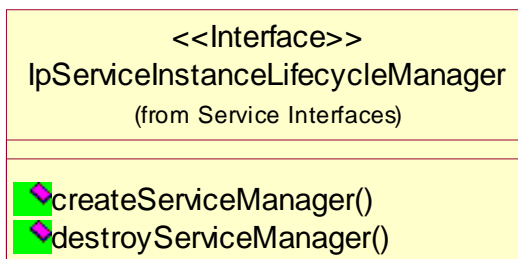 <<Interface>>
IpServiceInstanceLifecycleManager
(from Service Interfaces)
createServiceManager()
destroyServiceManager()